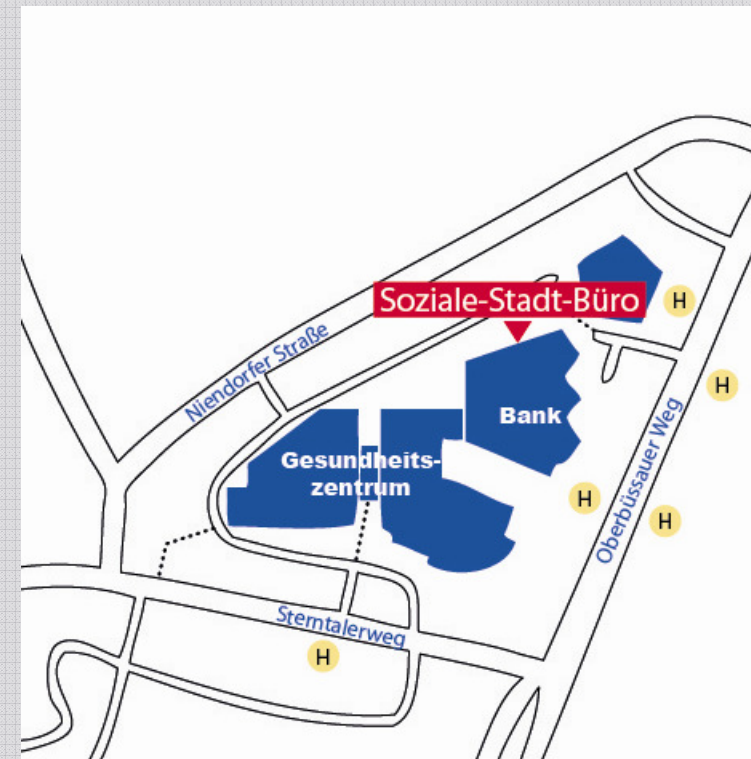 Soziale-Stadt-Büro
H
Niendorfer Straße
H
Bank
Gesundheits-
zentrum
H
Oberbüssauer Weg
H
Sterntalerweg
H